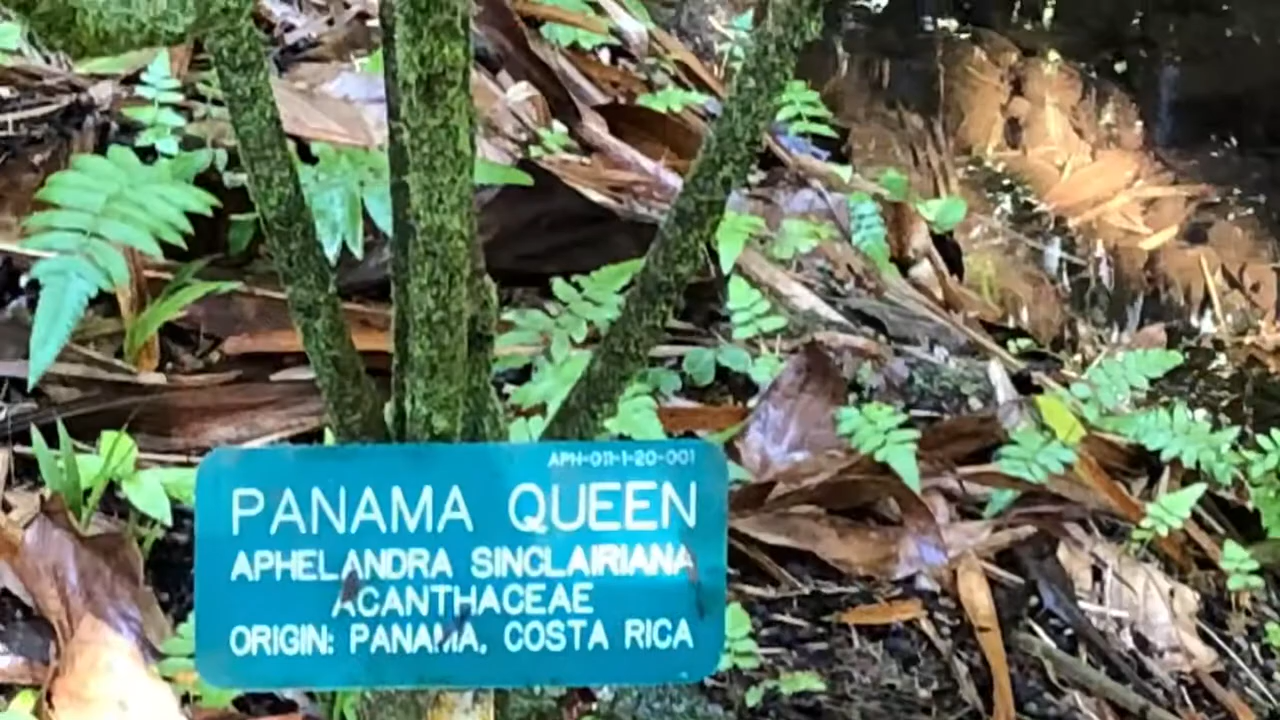 APH-011-1-20-001
PANAMA QUEEN
APHELANDRA SINCLAIRIANA
ACANTHACEAE
ORIGIN: PANAMA, COSTA RICA